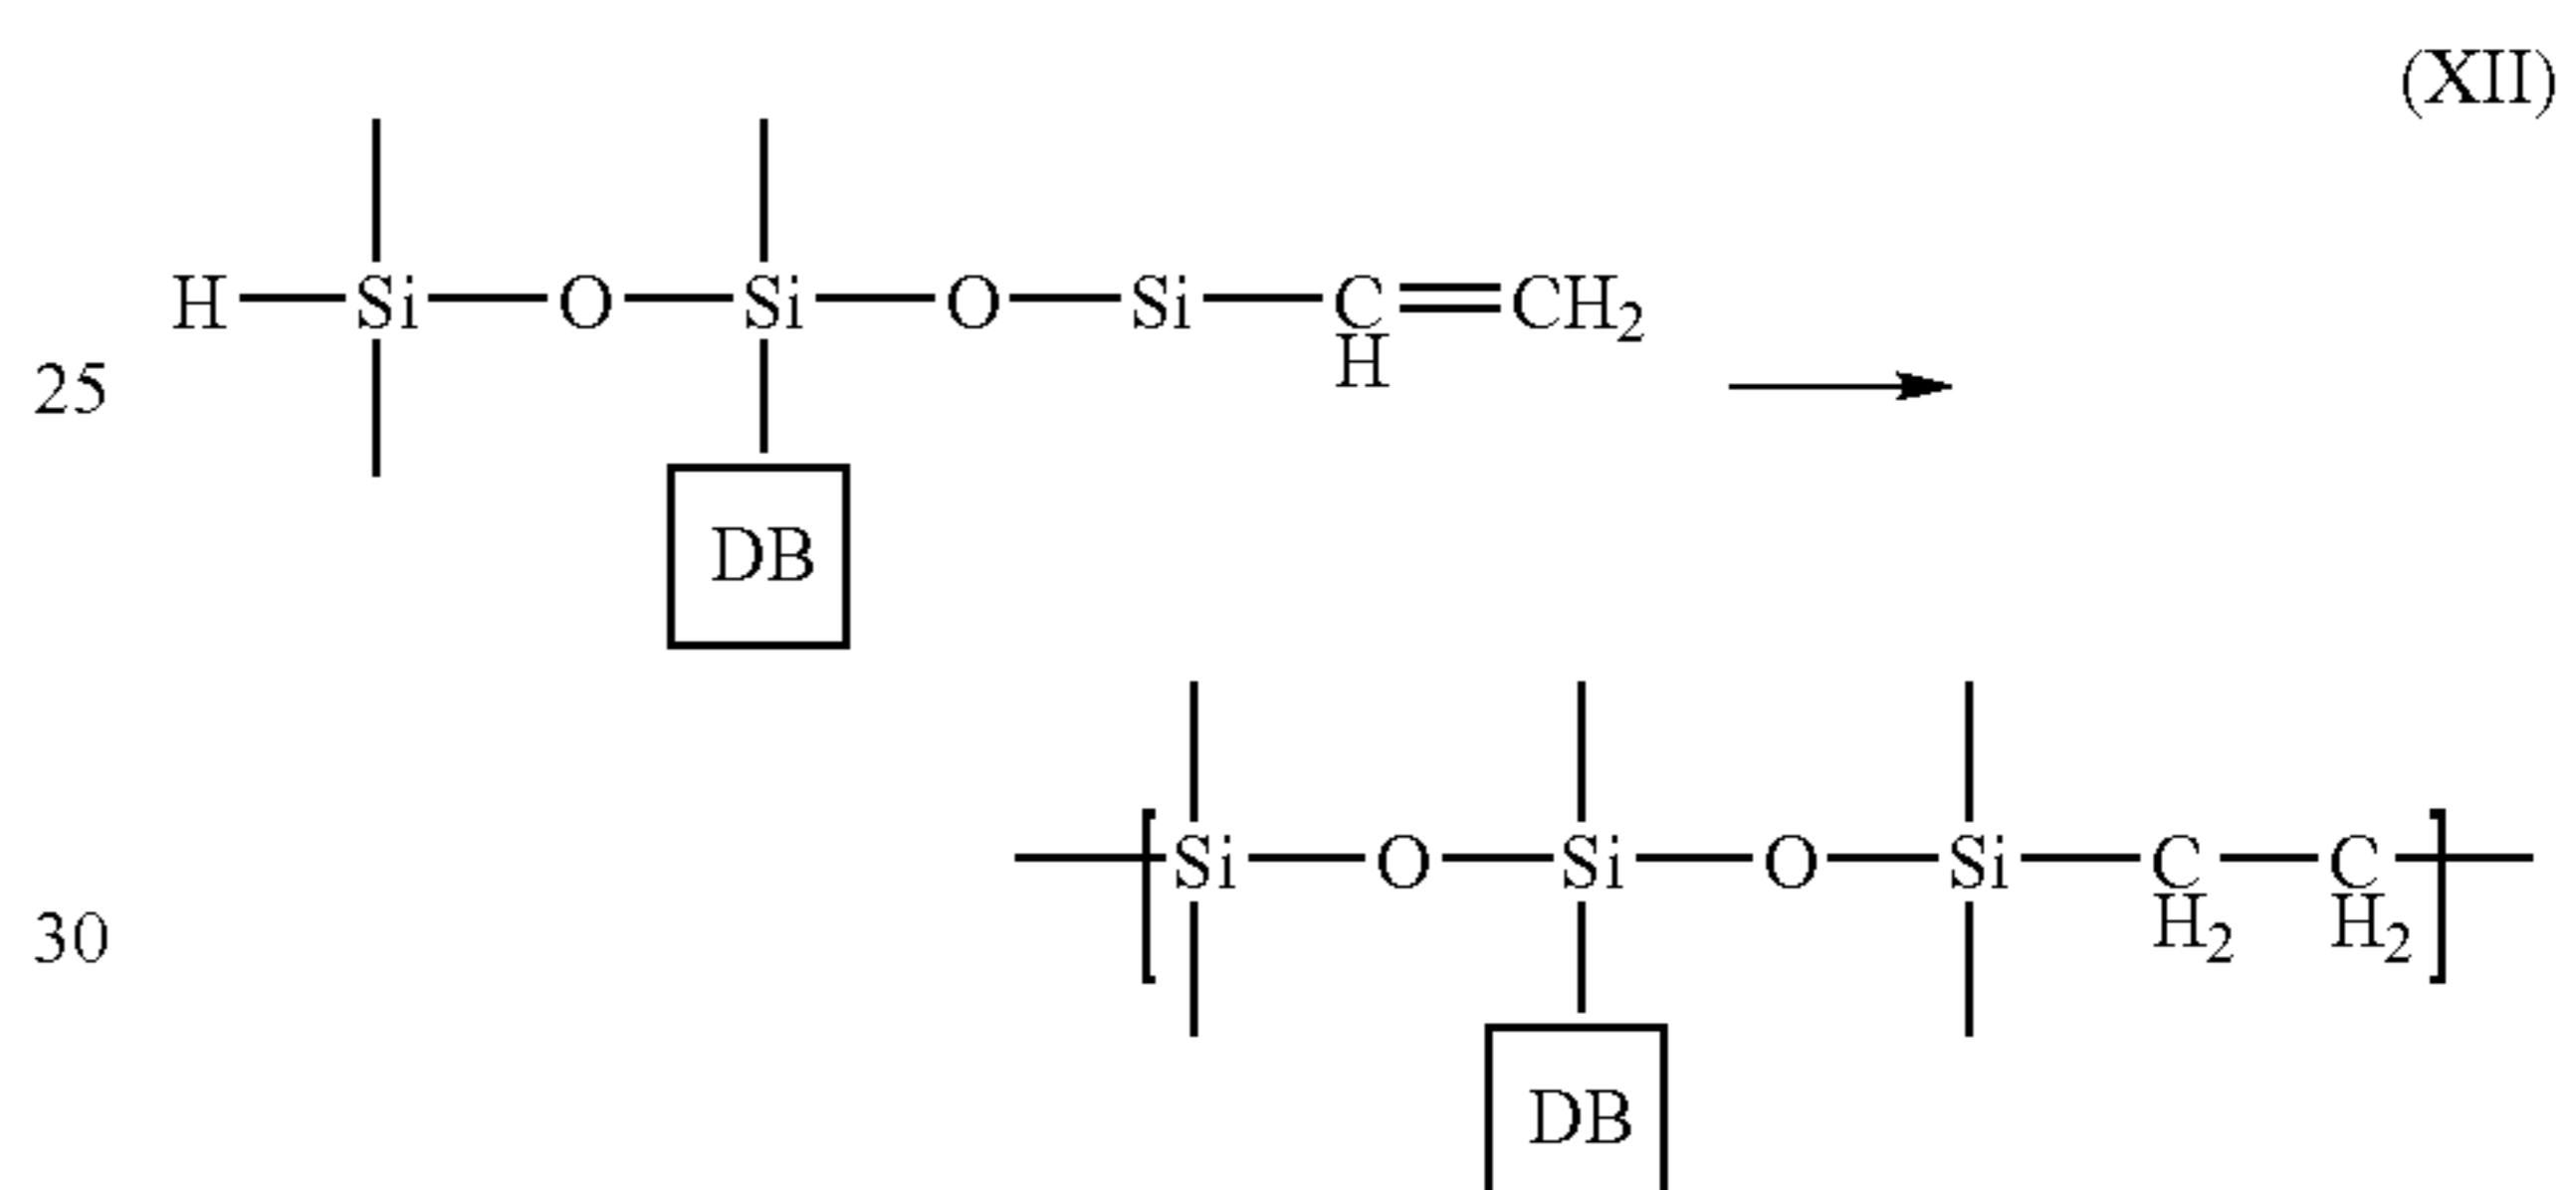 (XII)
H—Si—O—Si—O—Si—C=CH2
H
25
DB
[Si—O—Si—O—Si—C—C]
H2 H2
30
DB